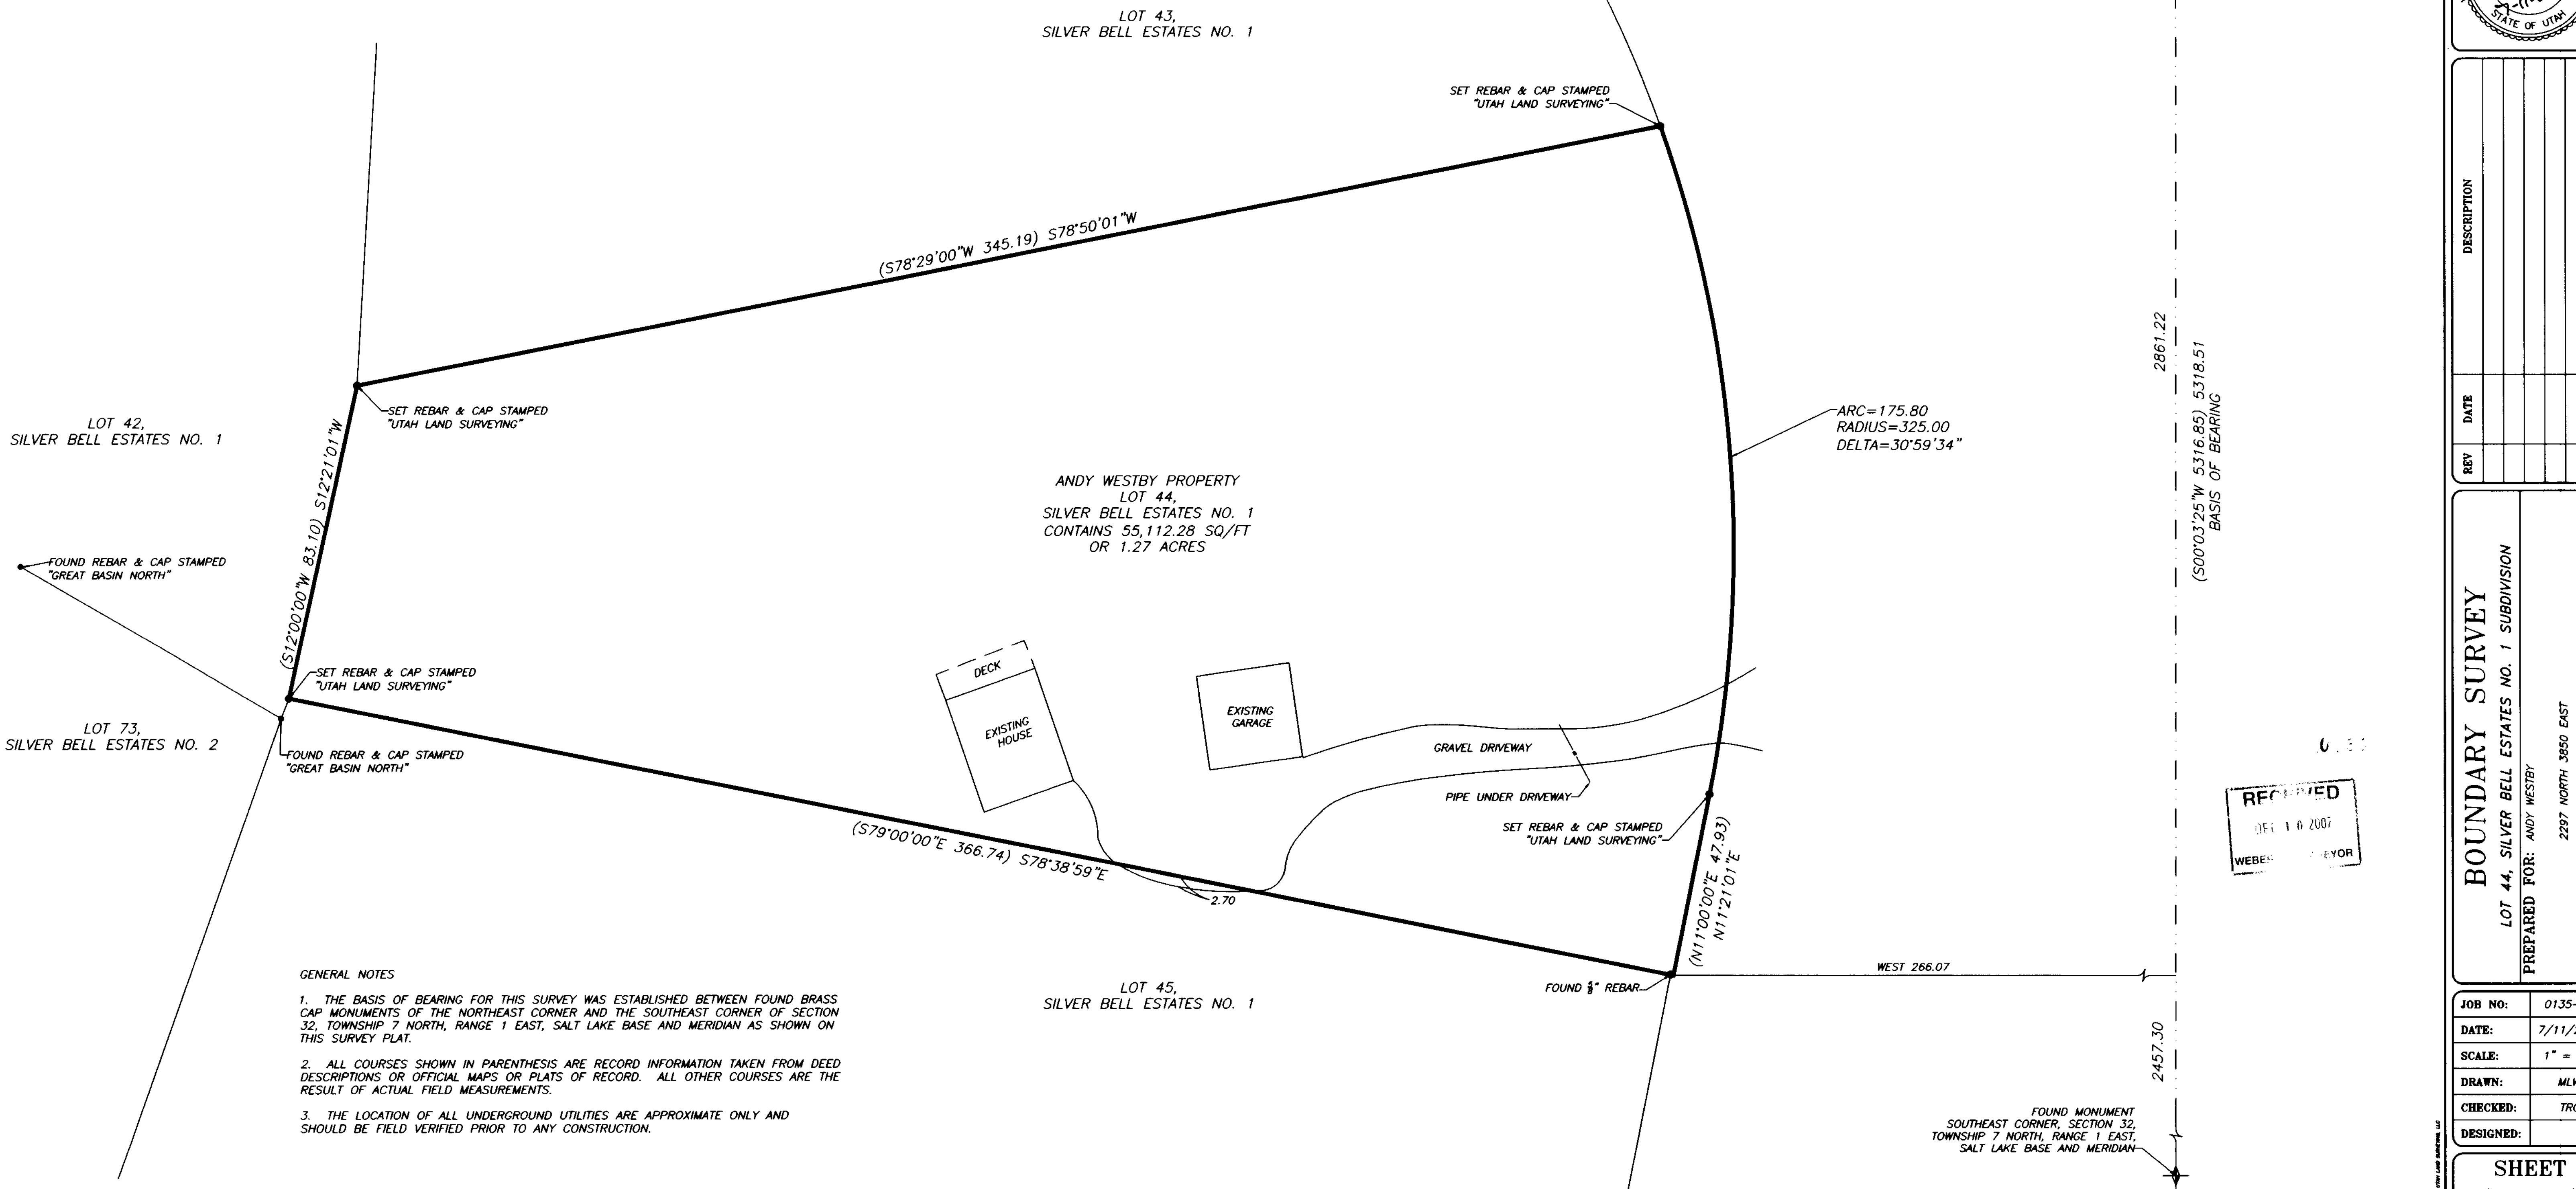 LOT 43,
SILVER BELL ESTATES NO. 1
STATE OF UTAH
SET REBAR & CAP STAMPED
"UTAH LAND SURVEYING"
(S78°29'00"W 345.19) S78°50'01"W
SET REBAR & CAP STAMPED
"UTAH LAND SURVEYING"
LOT 42,
SILVER BELL ESTATES NO. 1
(S12°00'00"W 83.10) S12°21'01"W
ARC=175.80
RADIUS=325.00
DELTA=30°59'34"
2861.22
(S00°03'25"W 5316.85) 5318.51
BASIS OF BEARING
ANDY WESTBY PROPERTY
LOT 44,
SILVER BELL ESTATES NO. 1
CONTAINS 55,112.28 SQ/FT
OR 1.27 ACRES
FOUND REBAR & CAP STAMPED
"GREAT BASIN NORTH"
SET REBAR & CAP STAMPED
"UTAH LAND SURVEYING"
LOT 73,
SILVER BELL ESTATES NO. 2
FOUND REBAR & CAP STAMPED
"GREAT BASIN NORTH"
DECK
EXISTING
HOUSE
EXISTING
GARAGE
GRAVEL DRIVEWAY
PIPE UNDER DRIVEWAY
SET REBAR & CAP STAMPED
"UTAH LAND SURVEYING"
(S79°00'00"E 366.74) S78°38'59"E
2.70
(N11°00'00"E 47.93)
N11°21'01"E
WEST 266.07
FOUND 5/8" REBAR
LOT 45,
SILVER BELL ESTATES NO. 1
GENERAL NOTES
1. THE BASIS OF BEARING FOR THIS SURVEY WAS ESTABLISHED BETWEEN FOUND BRASS
CAP MONUMENTS OF THE NORTHEAST CORNER AND THE SOUTHEAST CORNER OF SECTION
32, TOWNSHIP 7 NORTH, RANGE 1 EAST, SALT LAKE BASE AND MERIDIAN AS SHOWN ON
THIS SURVEY PLAT.
2. ALL COURSES SHOWN IN PARENTHESIS ARE RECORD INFORMATION TAKEN FROM DEED
DESCRIPTIONS OR OFFICIAL MAPS OR PLATS OF RECORD. ALL OTHER COURSES ARE THE
RESULT OF ACTUAL FIELD MEASUREMENTS.
3. THE LOCATION OF ALL UNDERGROUND UTILITIES ARE APPROXIMATE ONLY AND
SHOULD BE FIELD VERIFIED PRIOR TO ANY CONSTRUCTION.
2457.30
FOUND MONUMENT
SOUTHEAST CORNER, SECTION 32,
TOWNSHIP 7 NORTH, RANGE 1 EAST,
SALT LAKE BASE AND MERIDIAN
2007
REV DATE DESCRIPTION
BOUNDARY SURVEY
LOT 44, SILVER BELL ESTATES NO. 1 SUBDIVISION
PREPARED FOR: ANDY WESTBY
2297 NORTH 3850 EAST
JOB NO: 0135-
DATE: 7/11/
SCALE: 1" =
DRAWN:
CHECKED:
DESIGNED:
SHEET